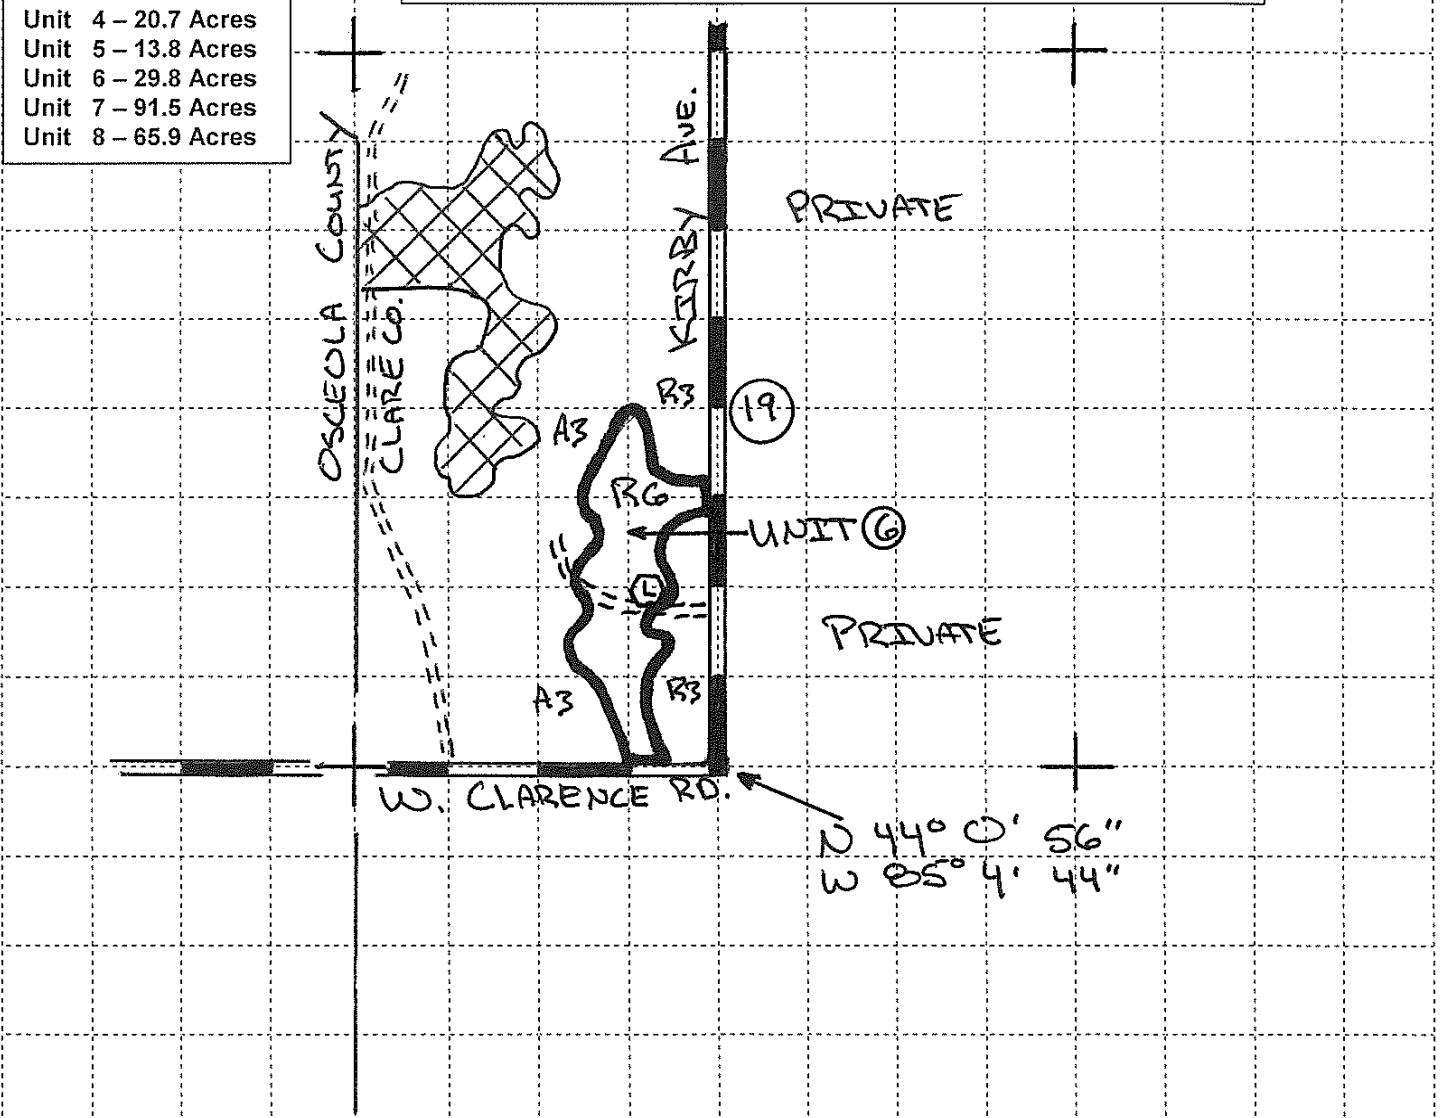 Unit 4 – 20.7 Acres
Unit 5 – 13.8 Acres
Unit 6 – 29.8 Acres
Unit 7 – 91.5 Acres
Unit 8 – 65.9 Acres
OSCEOLA COUNTY
CLARE CO.
KIRBY AVE.
PRIVATE
R3
19
A3
R6
UNIT 6
L
PRIVATE
A3
R3
W. CLARENCE RD.
N 44° 0' 56"
W 85° 4' 44"